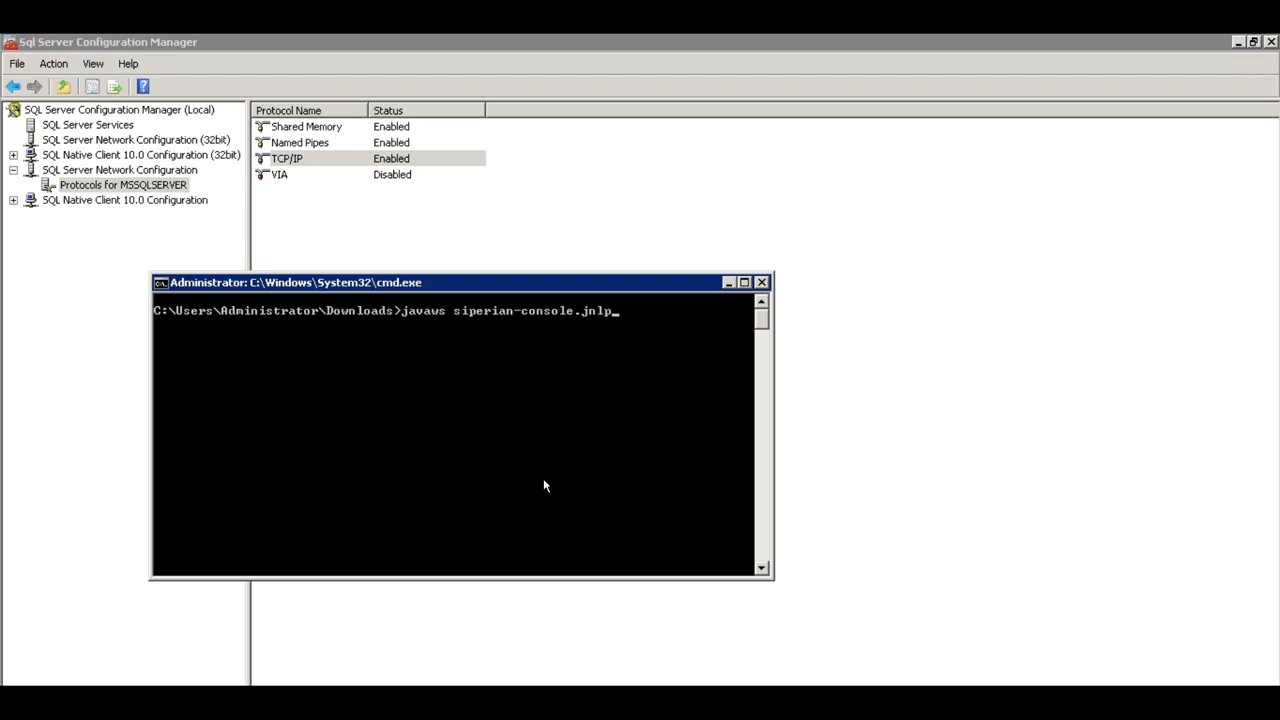 Sql Server Configuration Manager
File Action View Help
SQL Server Configuration Manager (Local)
SQL Server Services
SQL Server Network Configuration (32bit)
SQL Native Client 10.0 Configuration (32bit)
SQL Server Network Configuration
Protocols for MSSQLSERVER
SQL Native Client 10.0 Configuration
Protocol Name Status
Shared Memory Enabled
Named Pipes Enabled
TCP/IP Enabled
VIA Disabled
Administrator: C:\Windows\System32\cmd.exe
C:\Users\Administrator\Downloads>javaws siperian-console.jnlp_